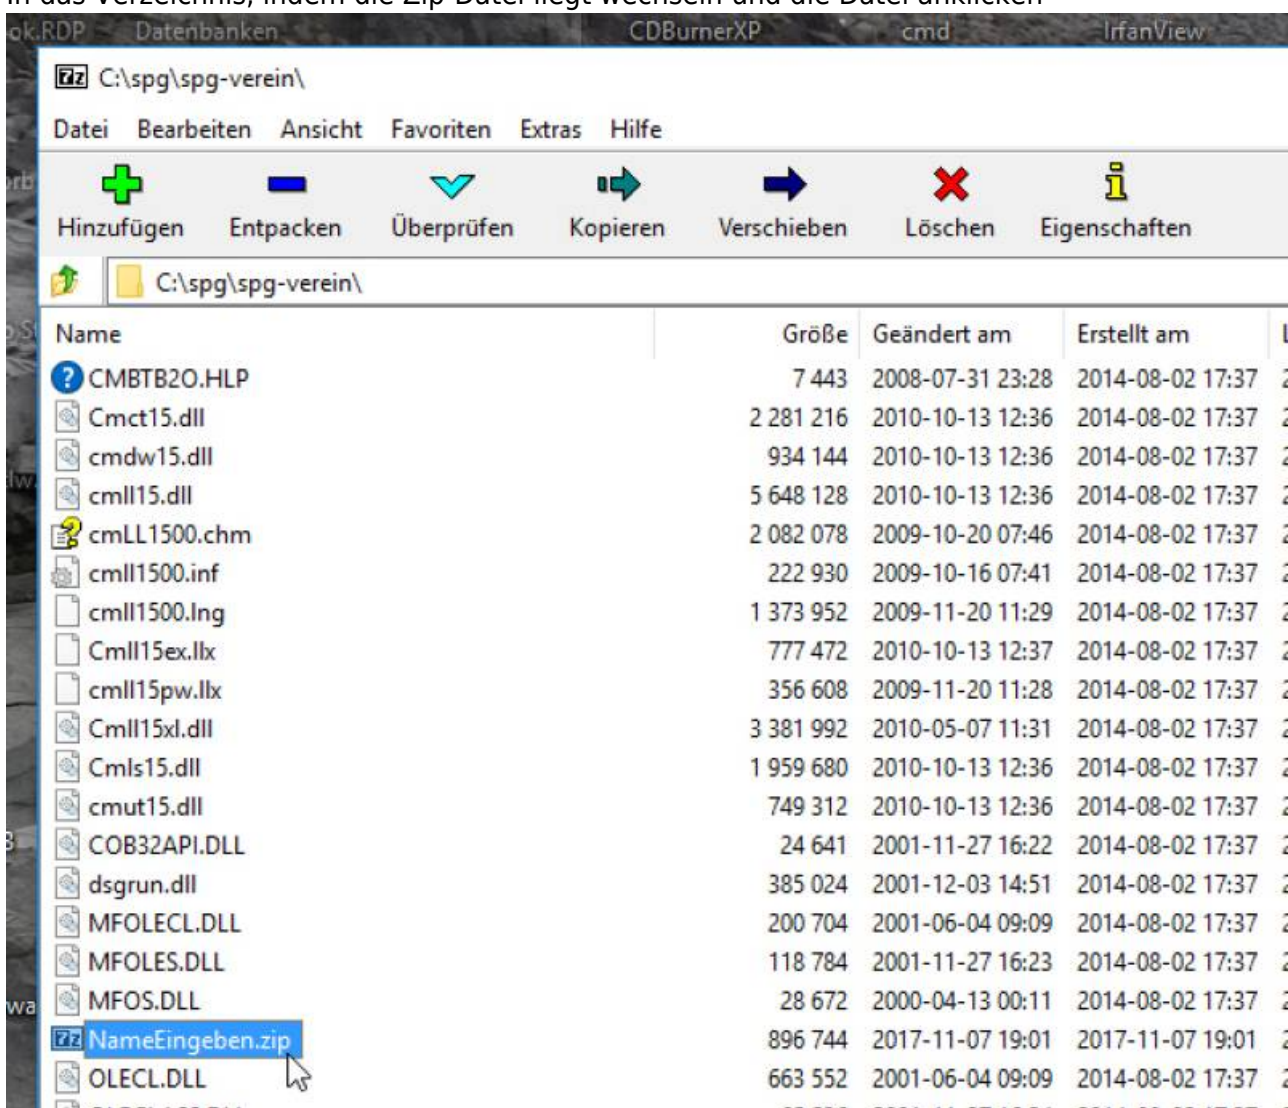 in das Verzeichnis, indem die Zip-Datei liegt wechseln und die Datei anklicken
ok.RDP Datenbanken CDBurnerXP cmd IrfanView
C:\spg\spg-verein\
Datei Bearbeiten Ansicht Favoriten Extras Hilfe
Hinzufügen Entpacken Überprüfen Kopieren Verschieben Löschen Eigenschaften
C:\spg\spg-verein\
Name Größe Geändert am Erstellt am
CMBTB2O.HLP 7 443 2008-07-31 23:28 2014-08-02 17:37
Cmct15.dll 2 281 216 2010-10-13 12:36 2014-08-02 17:37
cmdw15.dll 934 144 2010-10-13 12:36 2014-08-02 17:37
cmll15.dll 5 648 128 2010-10-13 12:36 2014-08-02 17:37
cmLL1500.chm 2 082 078 2009-10-20 07:46 2014-08-02 17:37
cmll1500.inf 222 930 2009-10-16 07:41 2014-08-02 17:37
cmll1500.lng 1 373 952 2009-11-20 11:29 2014-08-02 17:37
Cmll15ex.llx 777 472 2010-10-13 12:37 2014-08-02 17:37
cmll15pw.llx 356 608 2009-11-20 11:28 2014-08-02 17:37
Cmll15xl.dll 3 381 992 2010-05-07 11:31 2014-08-02 17:37
Cmls15.dll 1 959 680 2010-10-13 12:36 2014-08-02 17:37
cmut15.dll 749 312 2010-10-13 12:36 2014-08-02 17:37
COB32API.DLL 24 641 2001-11-27 16:22 2014-08-02 17:37
dsgrun.dll 385 024 2001-12-03 14:51 2014-08-02 17:37
MFOLECL.DLL 200 704 2001-06-04 09:09 2014-08-02 17:37
MFOLES.DLL 118 784 2001-11-27 16:23 2014-08-02 17:37
MFOS.DLL 28 672 2000-04-13 00:11 2014-08-02 17:37
NameEingeben.zip 896 744 2017-11-07 19:01 2017-11-07 19:01
OLECL.DLL 663 552 2001-06-04 09:09 2014-08-02 17:37